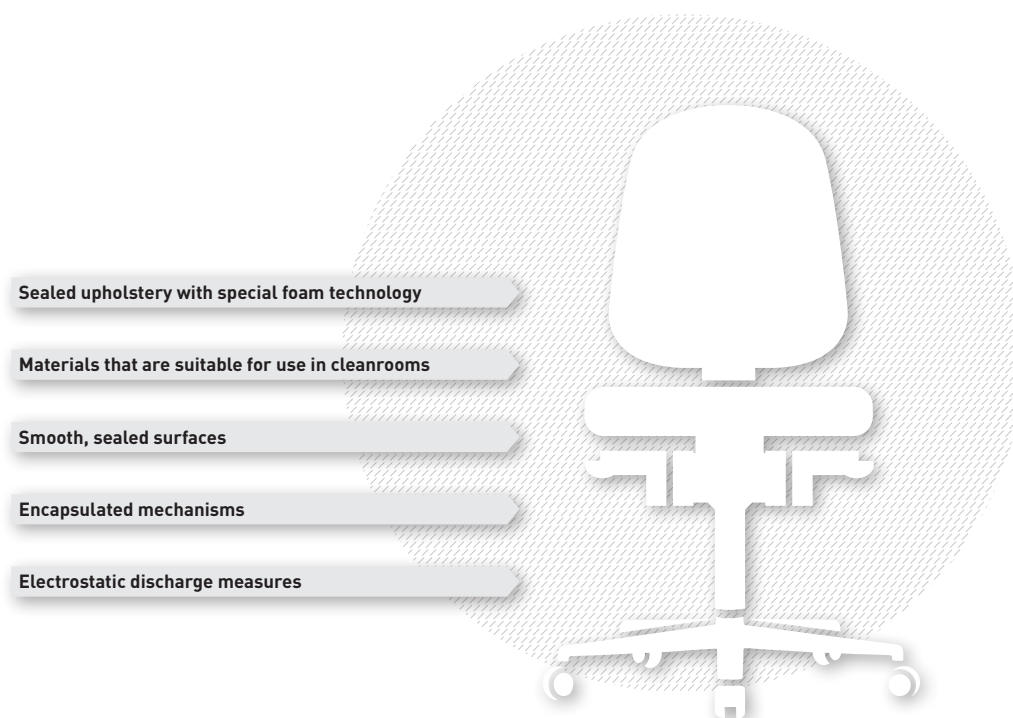 Sealed upholstery with special foam technology
Materials that are suitable for use in cleanrooms
Smooth, sealed surfaces
Encapsulated mechanisms
Electrostatic discharge measures